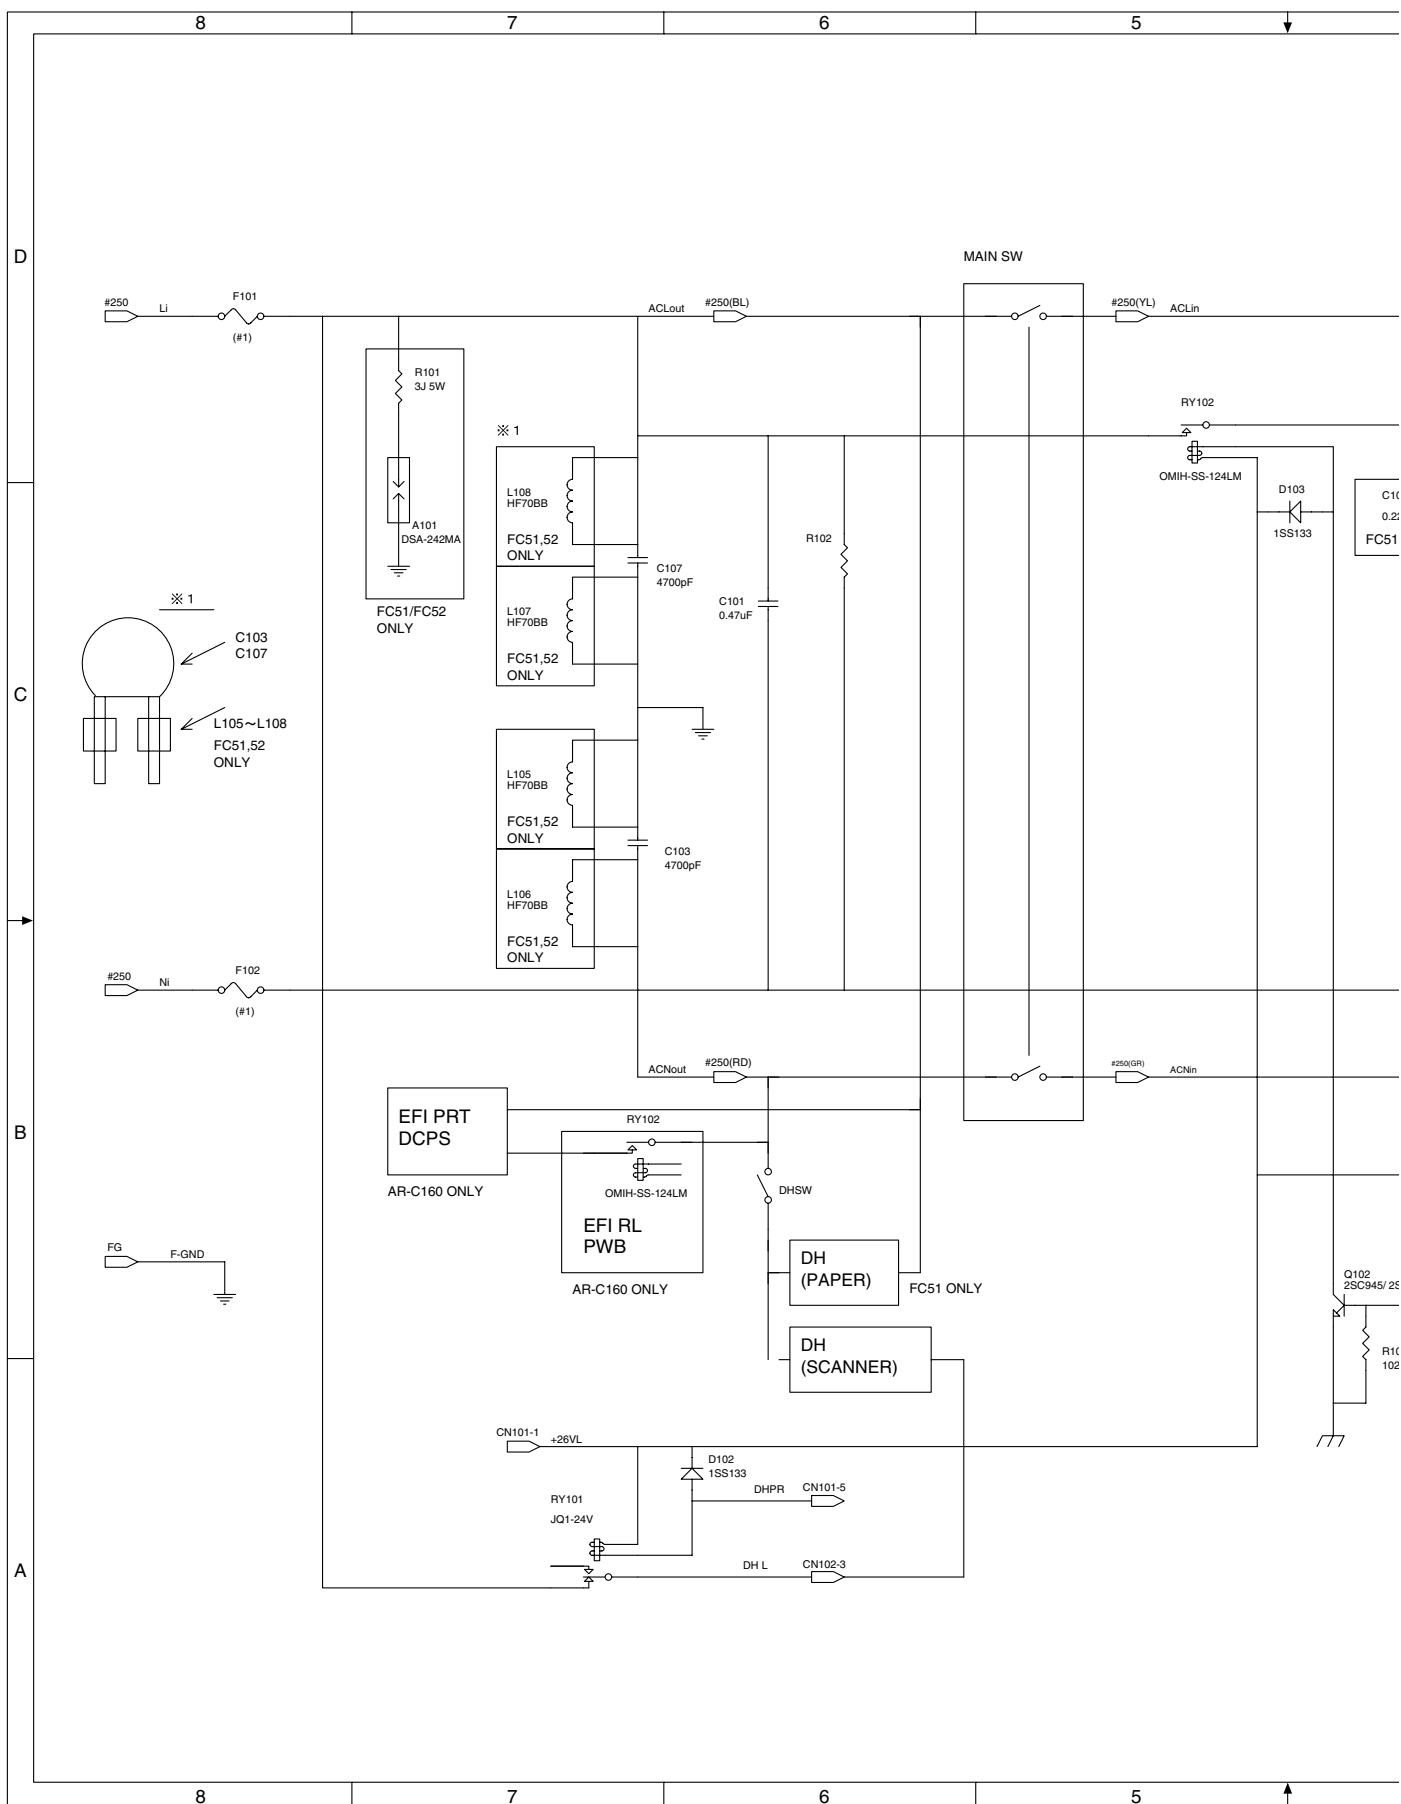 8 7 6 5
D
MAIN SW
#250 Li F101 ACLout #250(BL) #250(YL) ACLin
(#1)
R101
3J 5W
RY102
※ 1
OMIH-SS-124LM
L108
HF70BB
D103
1SS133
A101
DSA-242MA
FC51,52
ONLY
R102
FC51
C107
4700pF
FC51/FC52
ONLY
L107
HF70BB
C101
0.47uF
FC51,52
ONLY
※ 1
C103
C107
C
L105～L108
FC51,52
ONLY
L105
HF70BB
FC51,52
ONLY
C103
4700pF
L106
HF70BB
FC51,52
ONLY
#250 Ni F102
(#1)
ACNout #250(RD) #250(GR) ACNin
EFI PRT
DCPS
AR-C160 ONLY
B
RY102
OMIH-SS-124LM
EFI RL
PWB
AR-C160 ONLY
DHSW
FG F-GND
DH
(PAPER)
FC51 ONLY
Q102
2SC945/ 2S
DH
(SCANNER)
102
CN101-1 +26VL
D102
1SS133
DHPR CN101-5
RY101
JQ1-24V
DH L CN102-3
A
8 7 6 5